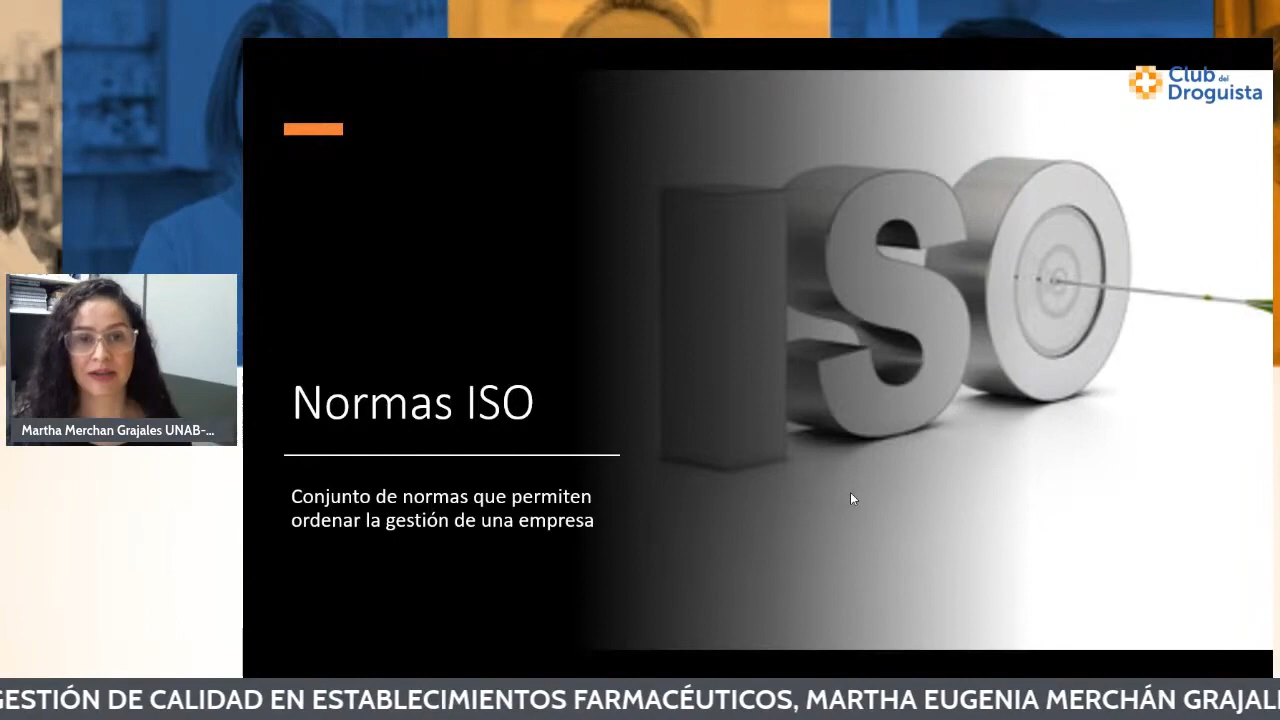 Club del
Droguista
ISO
Normas ISO
Martha Merchan Grajales UNAB-...
Conjunto de normas que permiten
ordenar la gestión de una empresa
GESTIÓN DE CALIDAD EN ESTABLECIMIENTOS FARMACÉUTICOS, MARTHA EUGENIA MERCHÁN